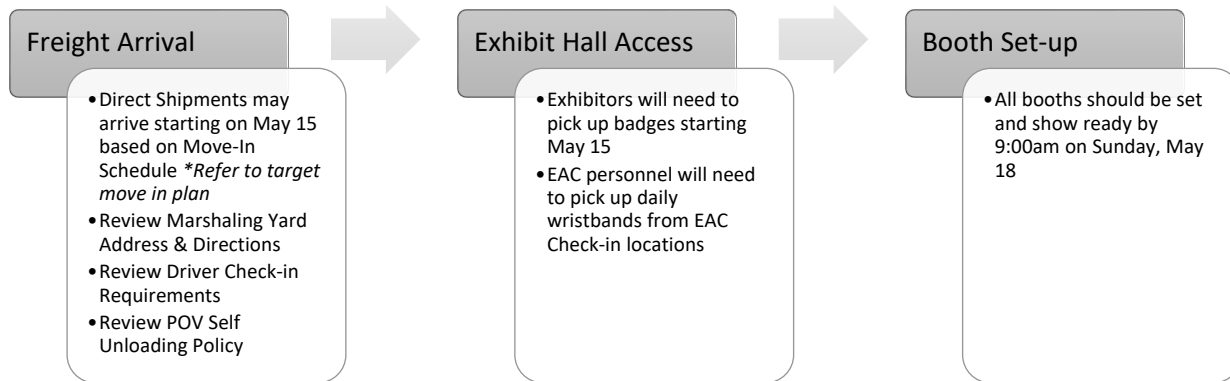 Freight Arrival
•Direct Shipments may
arrive starting on May 15
based on Move-In
Schedule *Refer to target
move in plan
•Review Marshaling Yard
Address & Directions
•Review Driver Check-in
Requirements
•Review POV Self
Unloading Policy
Exhibit Hall Access
•Exhibitors will need to
pick up badges starting
May 15
•EAC personnel will need
to pick up daily
wristbands from EAC
Check-in locations
Booth Set-up
•All booths should be set
and show ready by
9:00am on Sunday, May
18